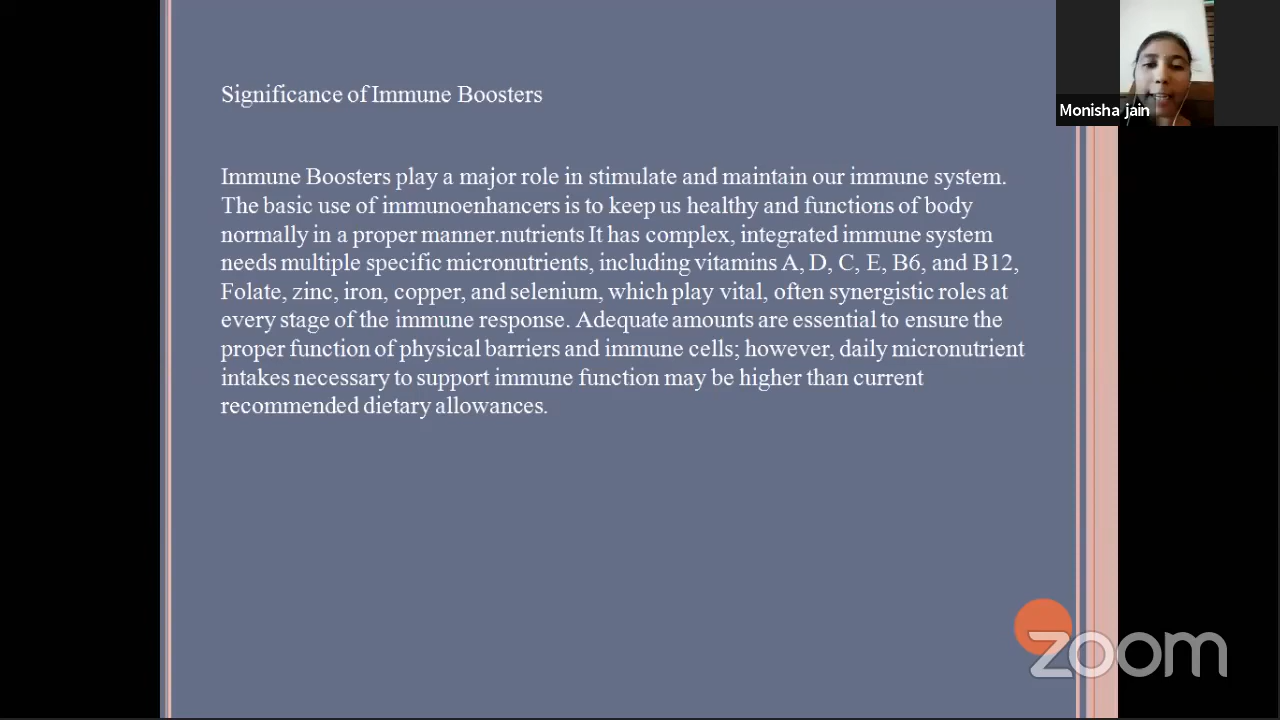 Significance of Immune Boosters
Immune Boosters play a major role in stimulate and maintain our immune system.
The basic use of immunoenhancers is to keep us healthy and functions of body
normally in a proper manner.nutrients It has complex, integrated immune system
needs multiple specific micronutrients, including vitamins A, D, C, E, B6, and B12,
Folate, zinc, iron, copper, and selenium, which play vital, often synergistic roles at
every stage of the immune response. Adequate amounts are essential to ensure the
proper function of physical barriers and immune cells; however, daily micronutrient
intakes necessary to support immune function may be higher than current
recommended dietary allowances.
Monisha jain
zoom